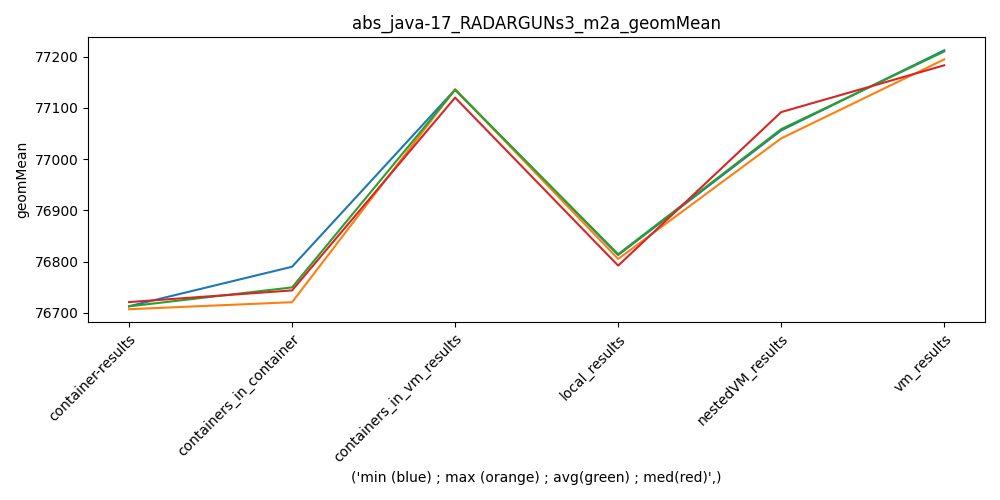 abs_java-17_RADARGUNs3_m2a_geomMean
geomMean
77200
77100
77000
76900
76800
76700
container-results
containers_in_container
containers_in_vm_results
local_results
nestedVM_results
vm_results
('min (blue) ; max (orange) ; avg(green) ; med(red)',)